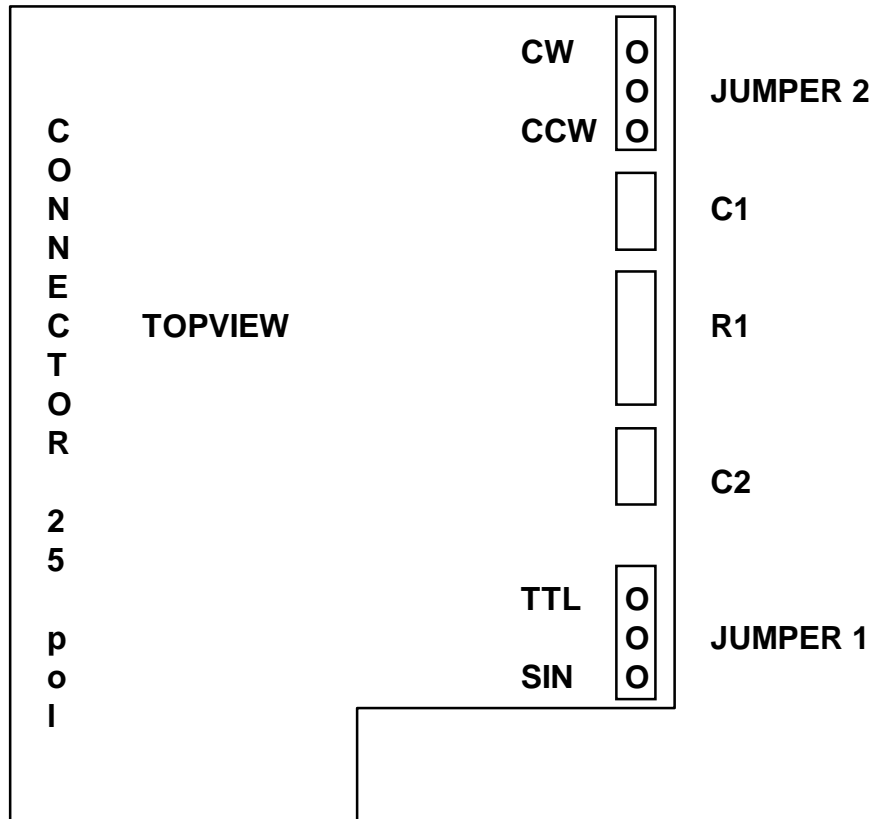 CW O
O JUMPER 2
CCW O
C1
CONNECTOR 25 pol
TOPVIEW
R1
C2
TTL O
O JUMPER 1
SIN O